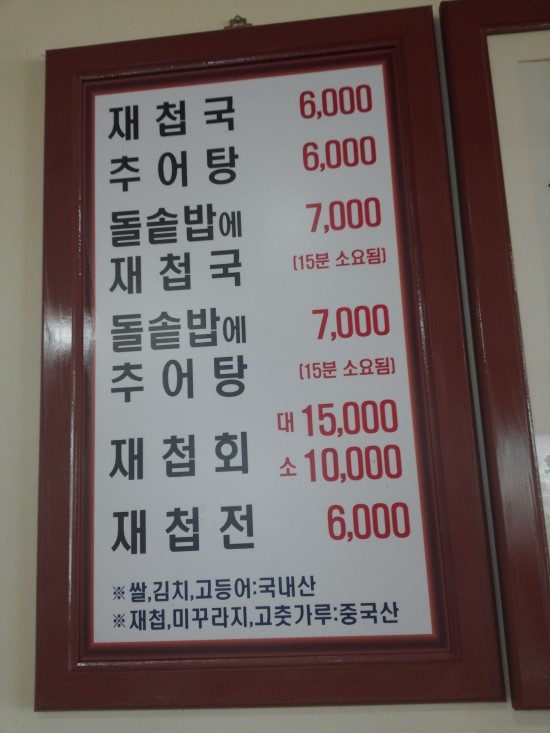 재첩국 6,000
추어탕 6,000
돌솥밥에 7,000
재첩국 (15분 소요됨)
돌솥밥에 7,000
추어탕 (15분 소요됨)
대 15,000
재첩회 소 10,000
재첩전 6,000
※쌀,김치,고등어:국내산
※재첩,미꾸라지,고춧가루:중국산